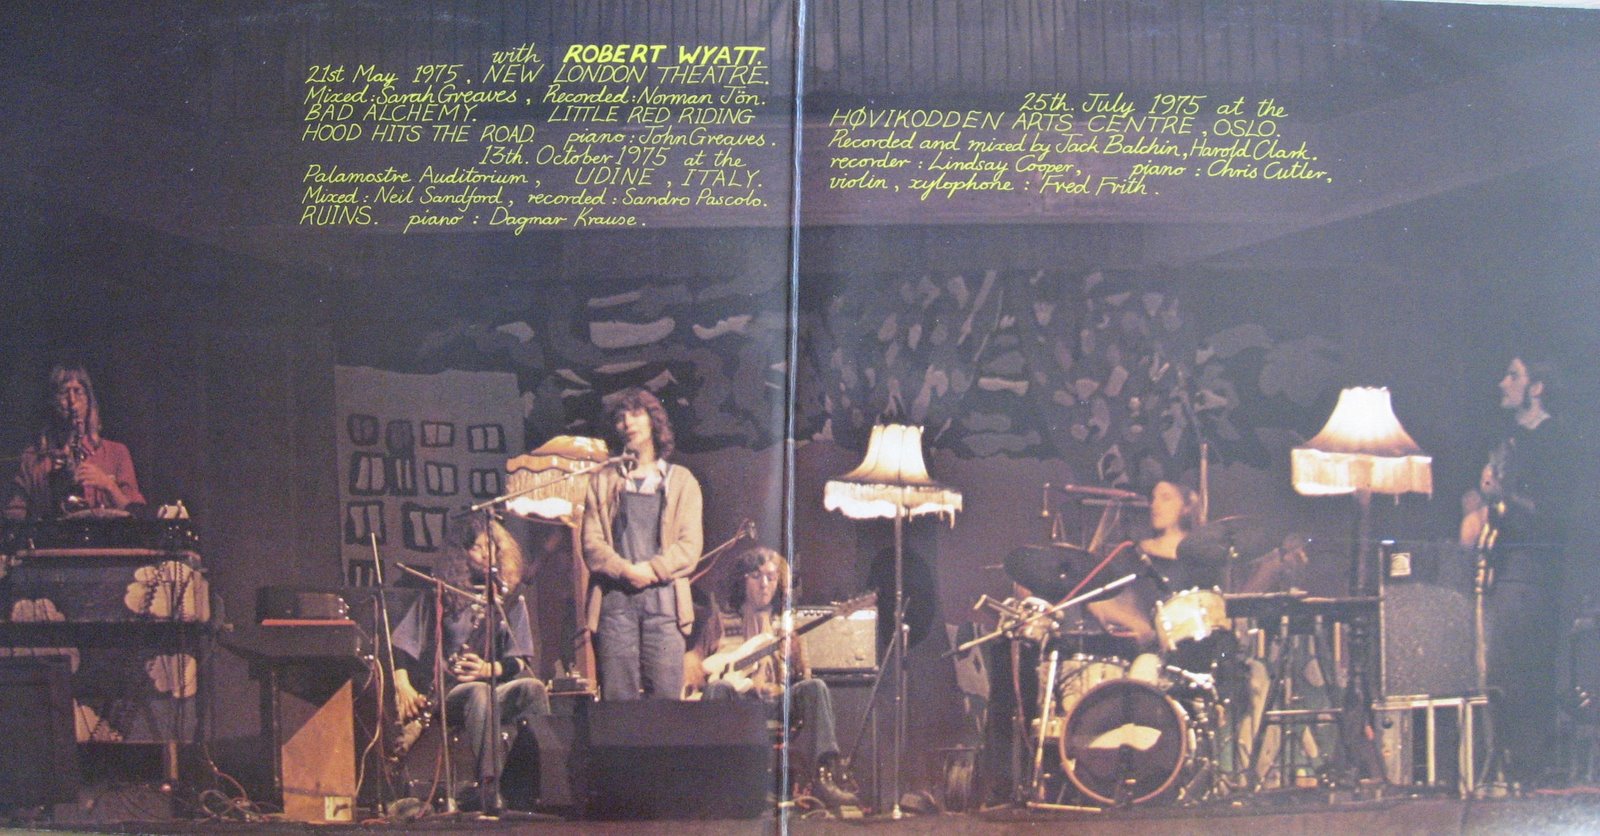 with ROBERT WYATT.
21st May 1975, NEW LONDON THEATRE.
Mixed: Sarah Greaves, Recorded: Norman Jön.
BAD ALCHEMY. LITTLE RED RIDING
HOOD HITS THE ROAD. piano: John Greaves.
13th. October 1975 at the
Palamostre Auditorium, UDINE, ITALY.
Mixed: Neil Sandford, recorded: Sandro Pascolo.
RUINS. piano: Dagmar Krause.
25th. July 1975 at the
HØVIKODDEN ARTS CENTRE, OSLO.
Recorded and mixed by Jack Balchin, Harold Clark.
recorder: Lindsay Cooper, piano: Chris Cutler,
violin, xylophone: Fred Frith.